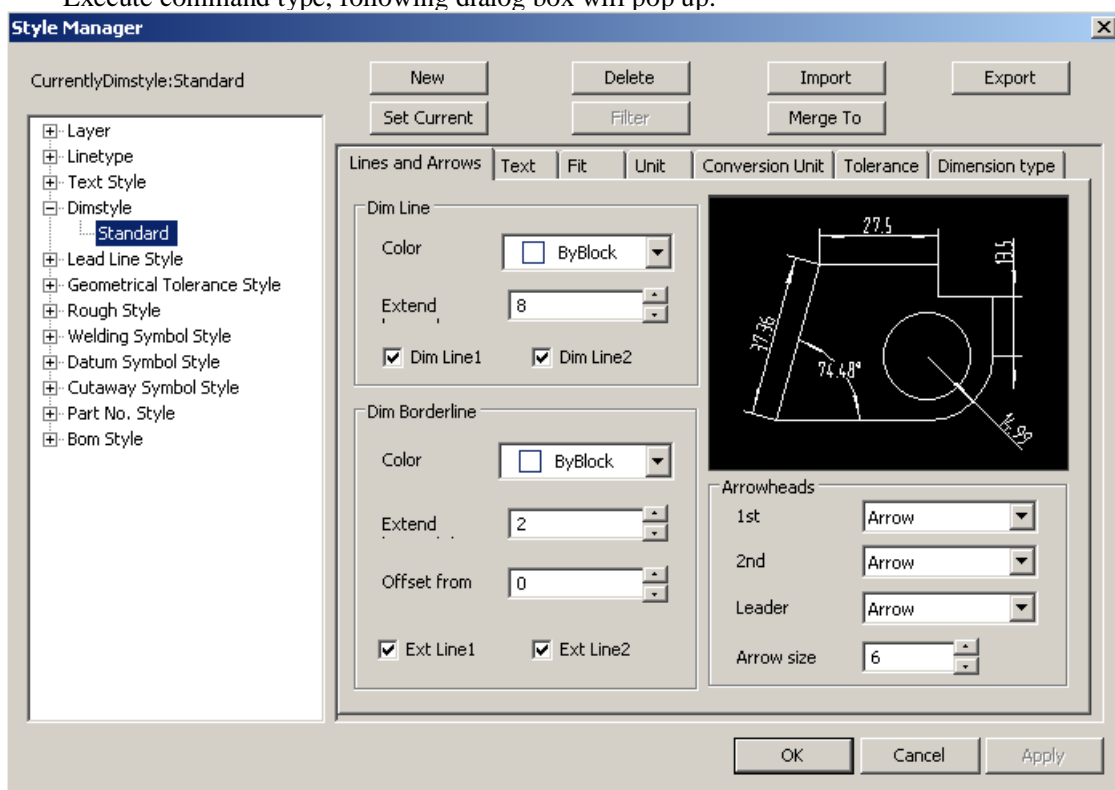 Execute command type, following dialog box will pop up:
Style Manager
CurrentlyDimstyle:Standard
New
Delete
Import
Export
Set Current
Filter
Merge To
Layer
Linetype
Text Style
Dimstyle
Standard
Lead Line Style
Geometrical Tolerance Style
Rough Style
Welding Symbol Style
Datum Symbol Style
Cutaway Symbol Style
Part No. Style
Bom Style
Lines and Arrows
Text
Fit
Unit
Conversion Unit
Tolerance
Dimension type
Dim Line
Color
ByBlock
Extend
8
Dim Line1
Dim Line2
Dim Borderline
Color
ByBlock
Extend
2
Offset from
0
Ext Line1
Ext Line2
27.5
13.5
37.36
74.48°
14.99
Arrowheads
1st
Arrow
2nd
Arrow
Leader
Arrow
Arrow size
6
OK
Cancel
Apply